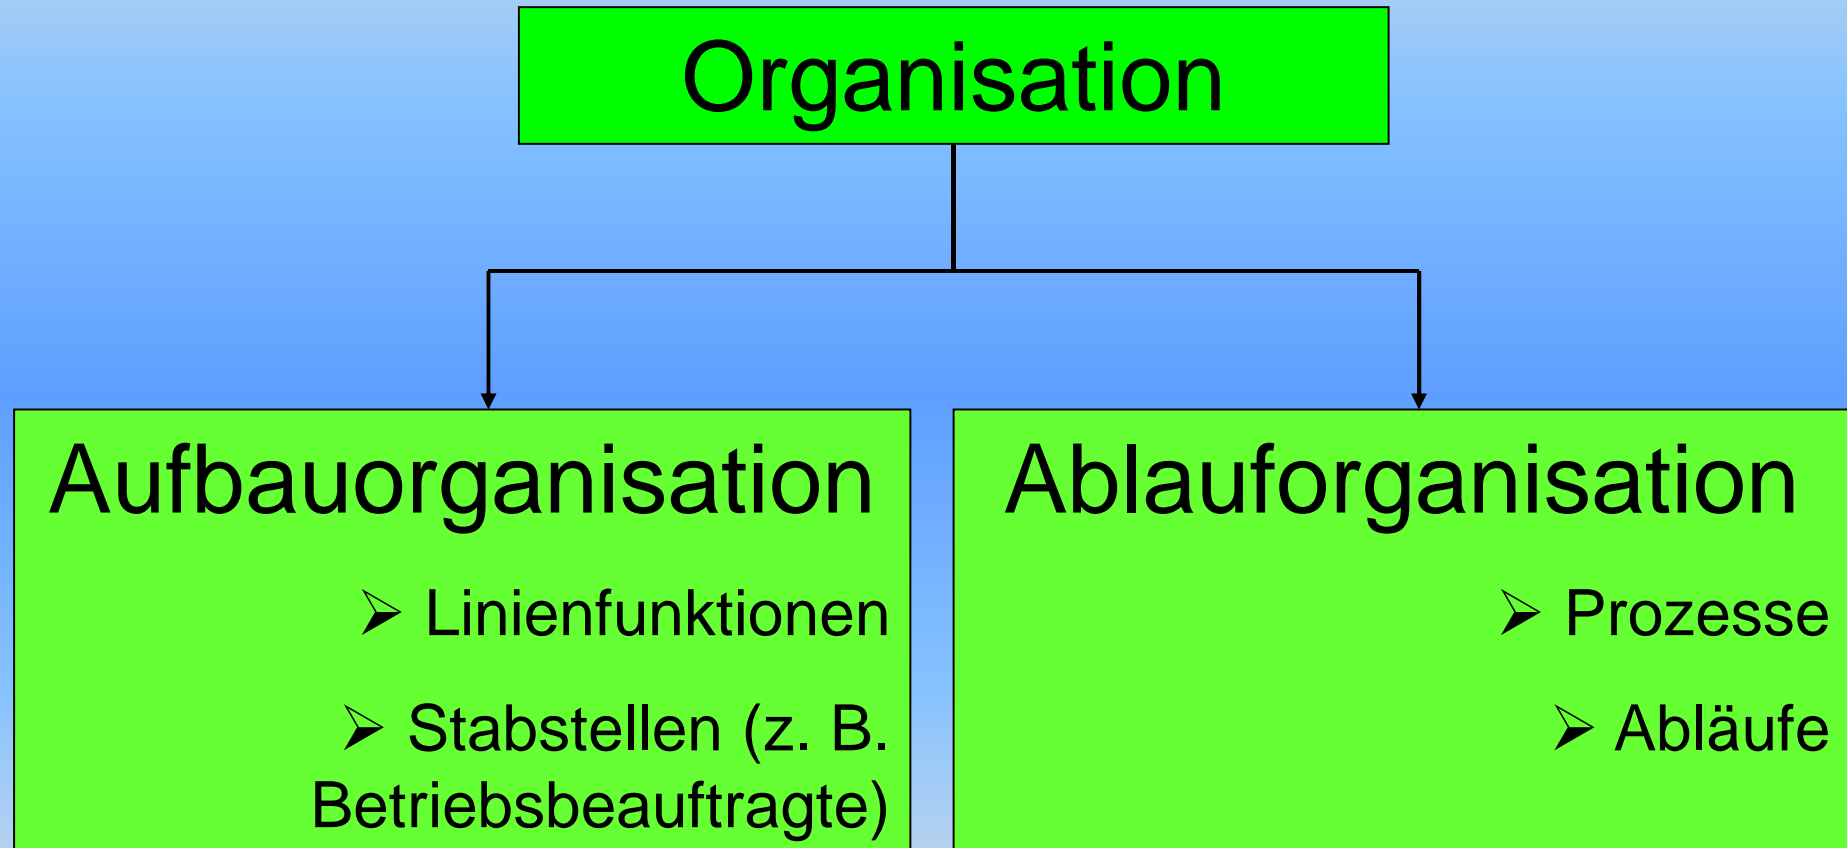 Organisation
Aufbauorganisation
➢ Linienfunktionen
➢ Stabstellen (z. B.
Betriebsbeauftragte)
Ablauforganisation
➢ Prozesse
➢ Abläufe